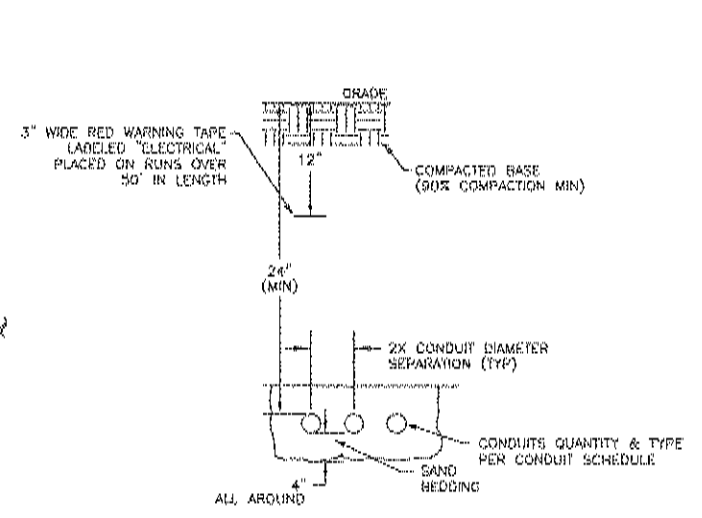 GRADE
3" WIDE RED WARNING TAPE
LABELED "ELECTRICAL"
PLACED ON RUNS OVER
50' IN LENGTH
12"
COMPACTED BASE
(90% COMPACTION MIN)
24"
(MIN)
2X CONDUIT DIAMETER
SEPARATION (TYP)
CONDUITS QUANTITY & TYPE
PER CONDUIT SCHEDULE
SAND
BEDDING
4"
ALL AROUND